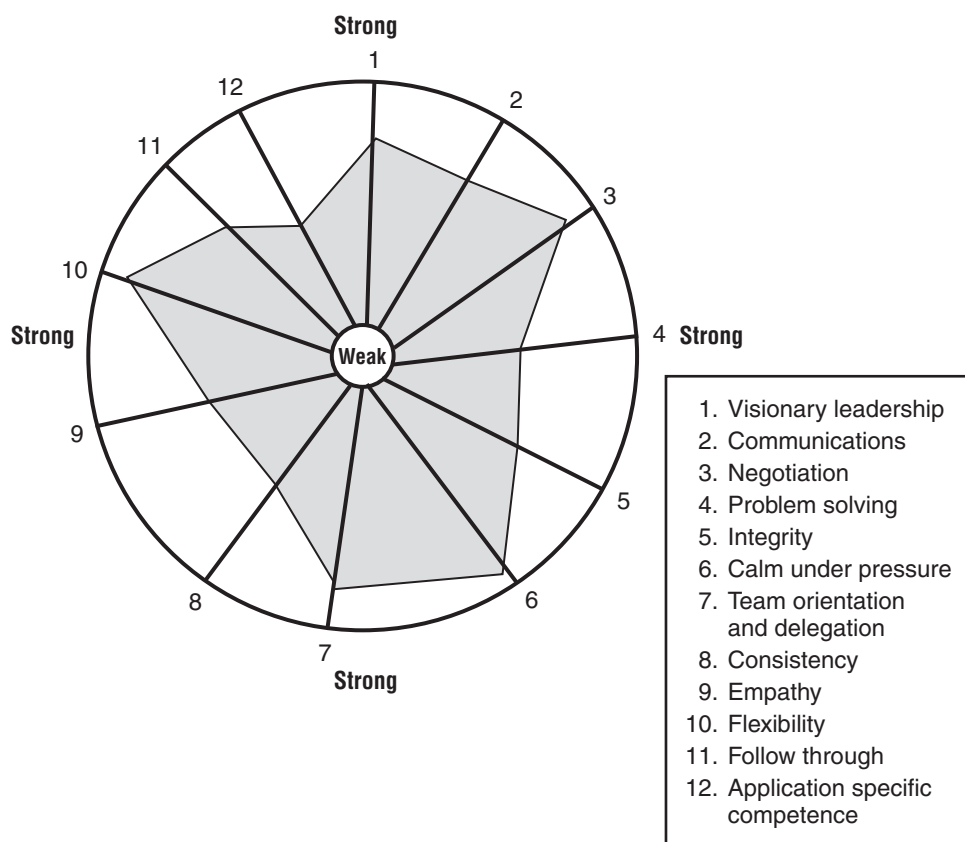 Strong
1
12
2
11
3
10
Strong
Weak
4 Strong
9
5
8
6
7
Strong
1. Visionary leadership
2. Communications
3. Negotiation
4. Problem solving
5. Integrity
6. Calm under pressure
7. Team orientation
and delegation
8. Consistency
9. Empathy
10. Flexibility
11. Follow through
12. Application specific
competence